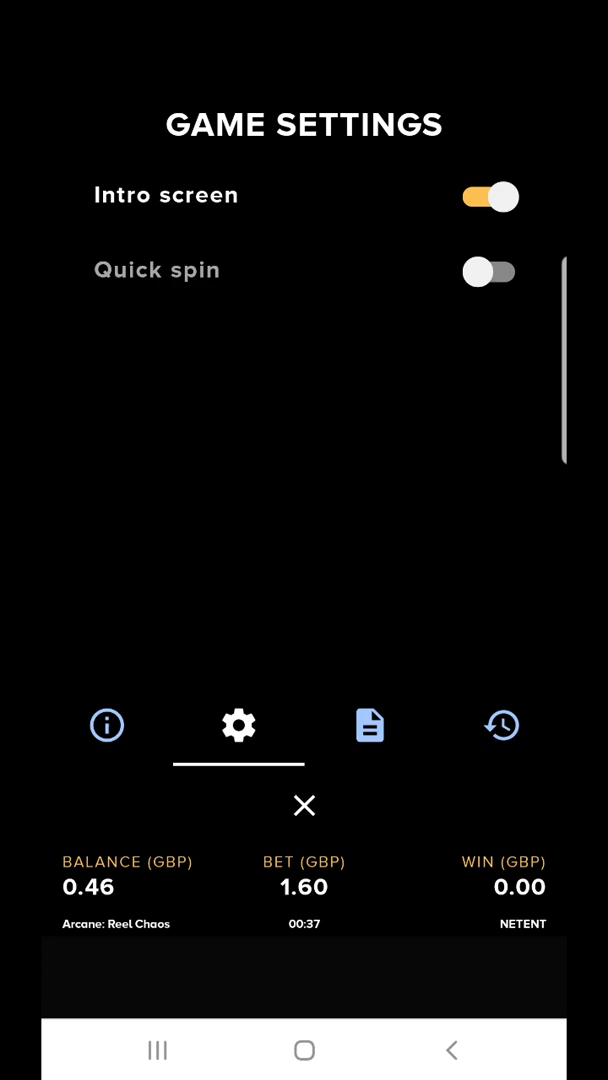 GAME SETTINGS
Intro screen
Quick spin
BALANCE (GBP) BET (GBP) WIN (GBP)
0.46 1.60 0.00
Arcane: Reel Chaos 00:37 NETENT